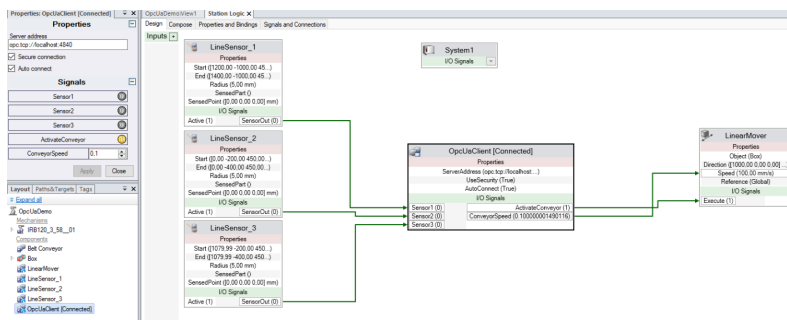 Properties: OpcUaClient [Connected]
Properties
Server address
opc.tcp://localhost:4840
Secure connection
Auto connect
Signals
Sensor1
Sensor2
Sensor3
ActivateConveyor
ConveyorSpeed 0,1
Apply Close
Layout Paths&Targets Tags
Expand all
OpcUaDemo
Mechanisms
IRB120_3_58__01
Components
Belt Conveyor
Box
LinearMover
LineSensor_1
LineSensor_2
LineSensor_3
OpcUaClient [Connected]
OpcUaDemo:View1 Station Logic
Design Compose Properties and Bindings Signals and Connections
Inputs
LineSensor_1
Properties
Start ([1200,00 -1000,00 45...)
End ([1400,00 -1000,00 45...)
Radius (5,00 mm)
SensedPart ()
SensedPoint ([0,00 0,00 0,00] mm)
I/O Signals
Active (1) SensorOut (0)
LineSensor_2
Properties
Start ([0,00 -200,00 450,00...)
End ([0,00 -400,00 450,00...)
Radius (5,00 mm)
SensedPart ()
SensedPoint ([0,00 0,00 0,00] mm)
I/O Signals
Active (1) SensorOut (0)
LineSensor_3
Properties
Start ([1079,99 -200,00 450...)
End ([1079,99 -400,00 450...)
Radius (5,00 mm)
SensedPart ()
SensedPoint ([0,00 0,00 0,00] mm)
I/O Signals
Active (1) SensorOut (0)
System1
I/O Signals
OpcUaClient [Connected]
Properties
ServerAddress (opc.tcp://localhost:...)
UseSecurity (True)
AutoConnect (True)
I/O Signals
Sensor1 (0) ActivateConveyor (1)
Sensor2 (0) ConveyorSpeed (0.100000001490116)
Sensor3 (0)
LinearMover
Properties
Object (Box)
Direction ([1000,00 0,00 0,00] ...)
Speed (100,00 mm/s)
Reference (Global)
I/O Signals
Execute (1)